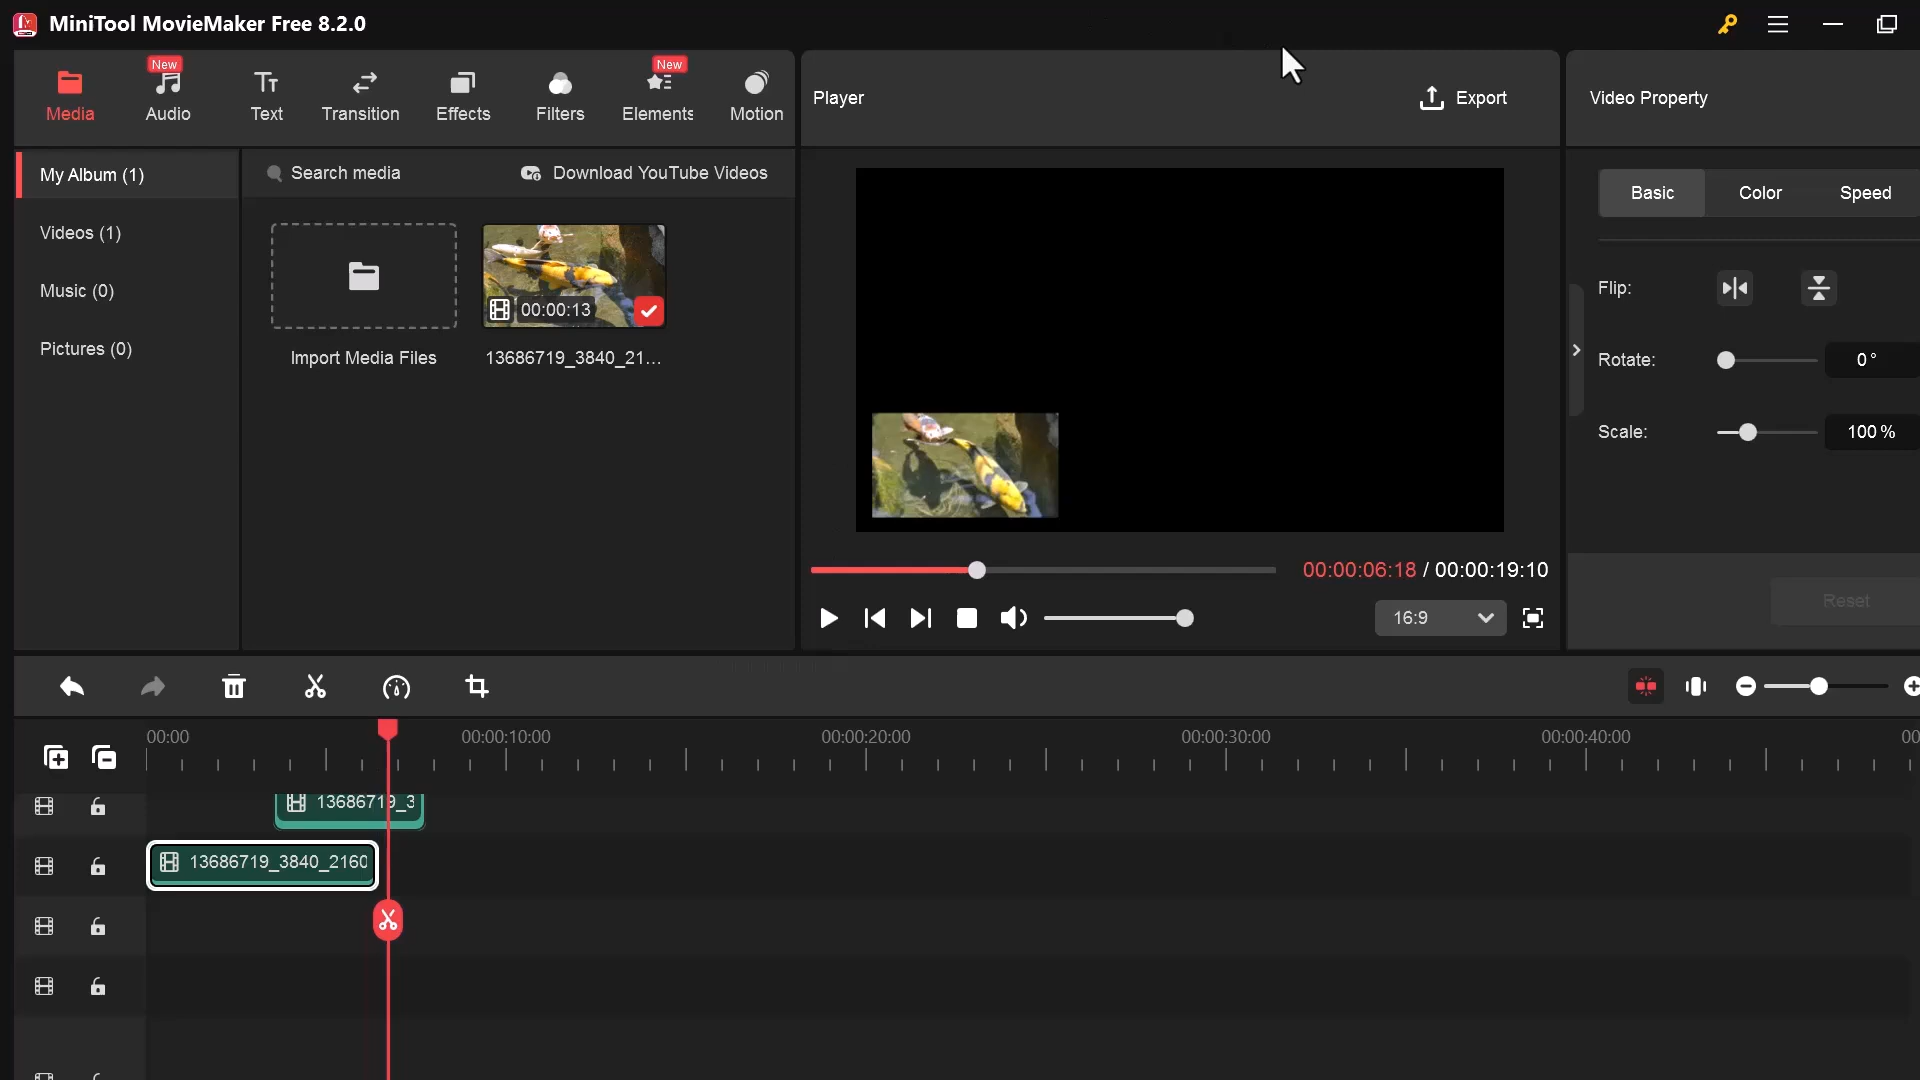 MiniTool MovieMaker Free 8.2.0
Media
New
Audio
Text
Transition
Effects
Filters
New
Elements
Motion
Player
Export
Video Property
My Album (1)
Videos (1)
Music (0)
Pictures (0)
Search media
Download YouTube Videos
00:00:13
Import Media Files
13686719_3840_21...
Basic
Color
Speed
Flip:
Rotate:
0°
Scale:
100%
00:00:06:18 / 00:00:19:10
16:9
Reset
00:00
00:00:10:00
00:00:20:00
00:00:30:00
00:00:40:00
00
13686719_3
13686719_3840_2160